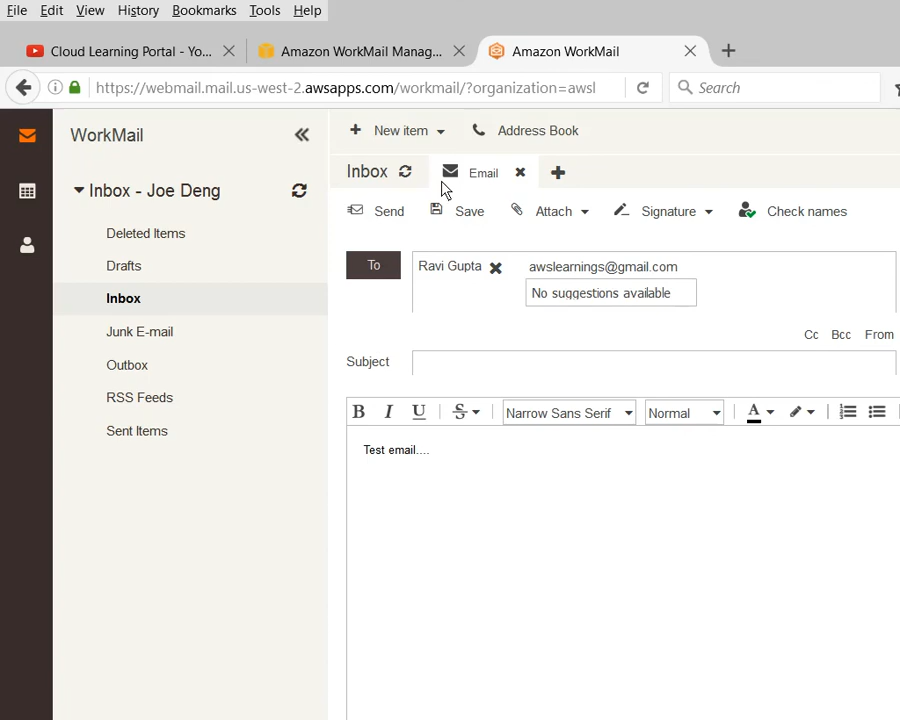 File Edit View History Bookmarks Tools Help
Cloud Learning Portal - Yo... Amazon WorkMail Manag... Amazon WorkMail
https://webmail.mail.us-west-2.awsapps.com/workmail/?organization=awsl Search
WorkMail
New item Address Book
Inbox - Joe Deng
Inbox Email
Deleted Items
Drafts
Inbox
Junk E-mail
Outbox
RSS Feeds
Sent Items
Send Save Attach Signature Check names
To Ravi Gupta awslearnings@gmail.com
No suggestions available
Cc Bcc From
Subject
B I U S Narrow Sans Serif Normal A
Test email....